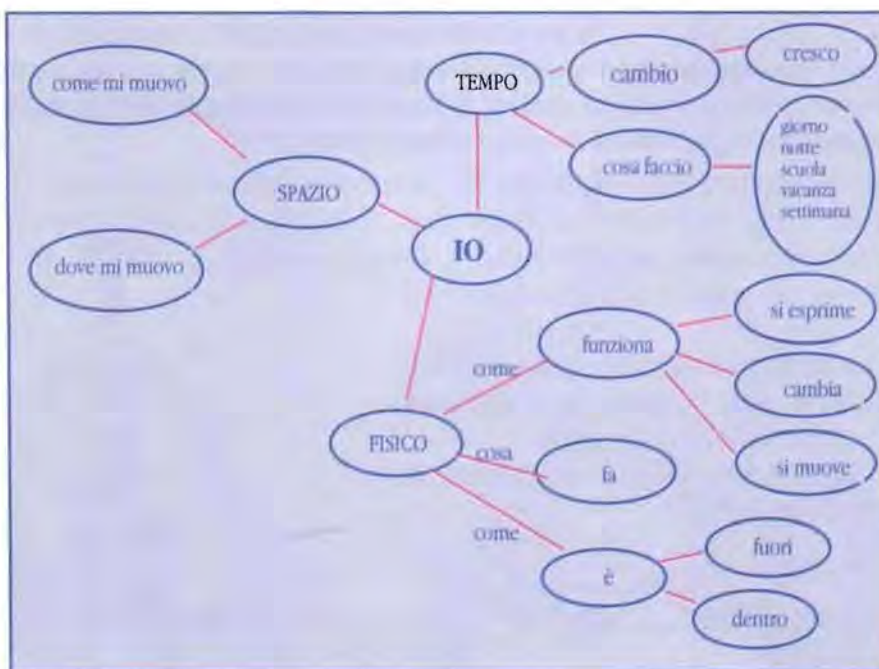 TEMPO
cambio
cresco
come mi muovo
giorno
notte
scuola
vacanza
settimana
cosa faccio
SPAZIO
IO
dove mi muovo
si esprime
funziona
come
cambia
FISICO
cosa
fa
si muove
come
fuori
è
dentro